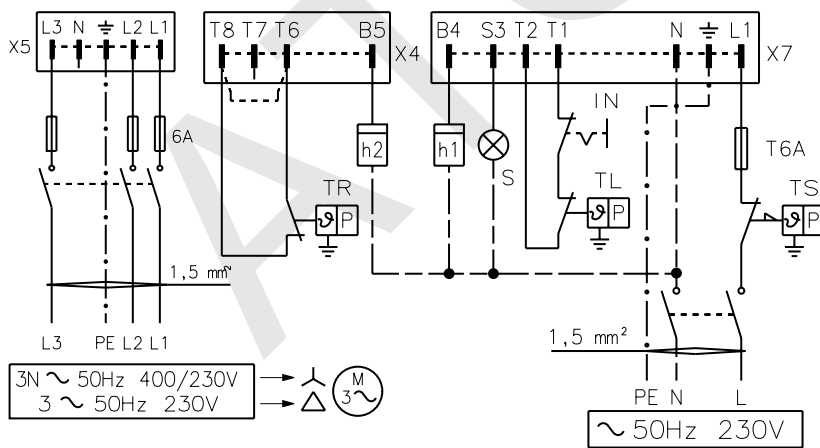 L3 N L2 L1
X5
T8 T7 T6 B5
X4
B4 S3 T2 T1 N L1
X7
6A
h2
h1
S
IN
T6A
TR
ϑ P
TL
ϑ P
TS
ϑ P
1,5 mm²
1,5 mm²
L3 PE L2 L1
3N ~ 50Hz 400/230V
3 ~ 50Hz 230V
M
3~
PE N L
~ 50Hz 230V